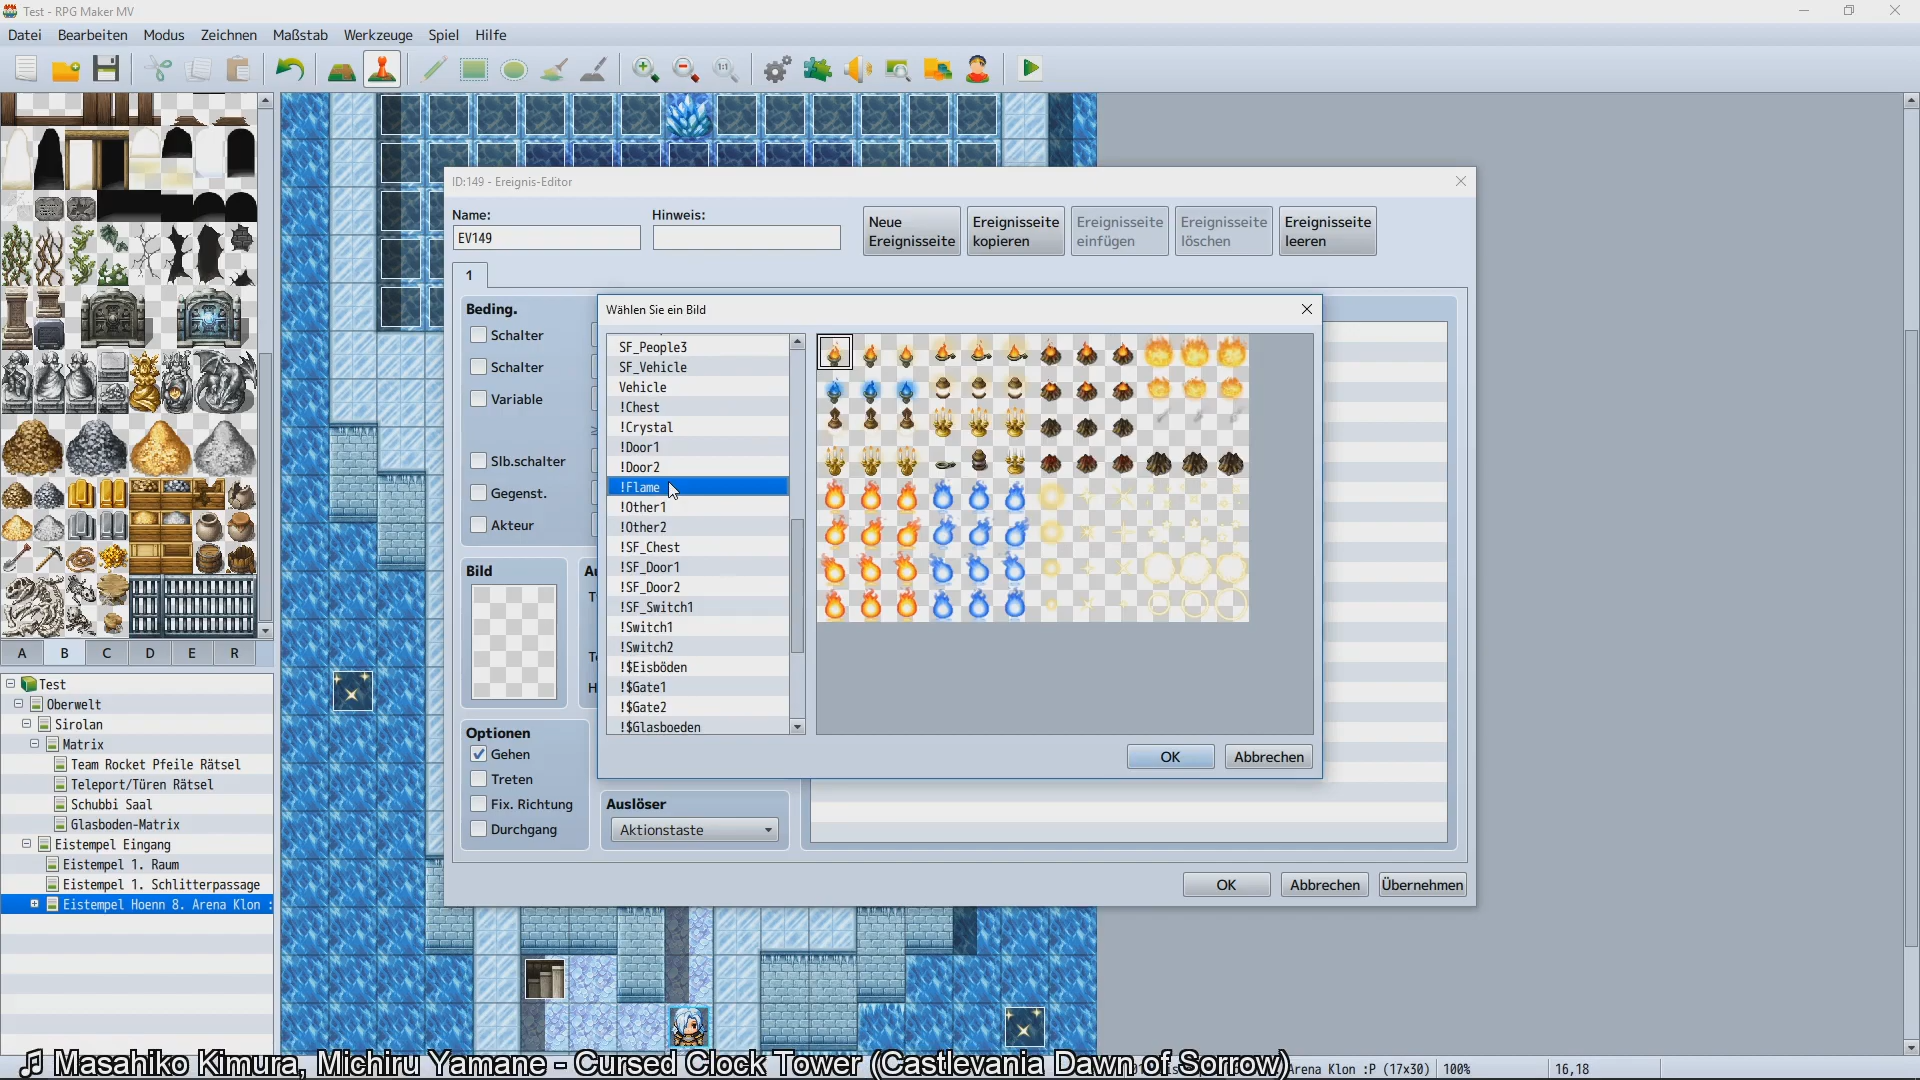 Test - RPG Maker MV
Datei Bearbeiten Modus Zeichnen Maßstab Werkzeuge Spiel Hilfe
1:1
ID:149 - Ereignis-Editor
Name:
Hinweis:
EV149
Neue Ereignisseite
Ereignisseite kopieren
Ereignisseite einfügen
Ereignisseite löschen
Ereignisseite leeren
1
Beding.
Schalter
Schalter
Variable
Slb.schalter
Gegenst.
Akteur
Bild
Optionen
Gehen
Treten
Fix. Richtung
Durchgang
Auslöser
Aktionstaste
Wählen Sie ein Bild
SF_People3
SF_Vehicle
Vehicle
!Chest
!Crystal
!Door1
!Door2
!Flame
!Other1
!Other2
!SF_Chest
!SF_Door1
!SF_Door2
!SF_Switch1
!Switch1
!Switch2
!$Eisböden
!$Gate1
!$Gate2
!$Glasboeden
OK
Abbrechen
OK
Abbrechen
Übernehmen
A B C D E R
Test
Oberwelt
Sirolan
Matrix
Team Rocket Pfeile Rätsel
Teleport/Türen Rätsel
Schubbi Saal
Glasboden-Matrix
Eistempel Eingang
Eistempel 1. Raum
Eistempel 1. Schlitterpassage
Eistempel Hoenn 8. Arena Klon :
♫ Masahiko Kimura, Michiru Yamane - Cursed Clock Tower (Castlevania Dawn of Sorrow)
Arena Klon :P (17x30)
100%
16,18